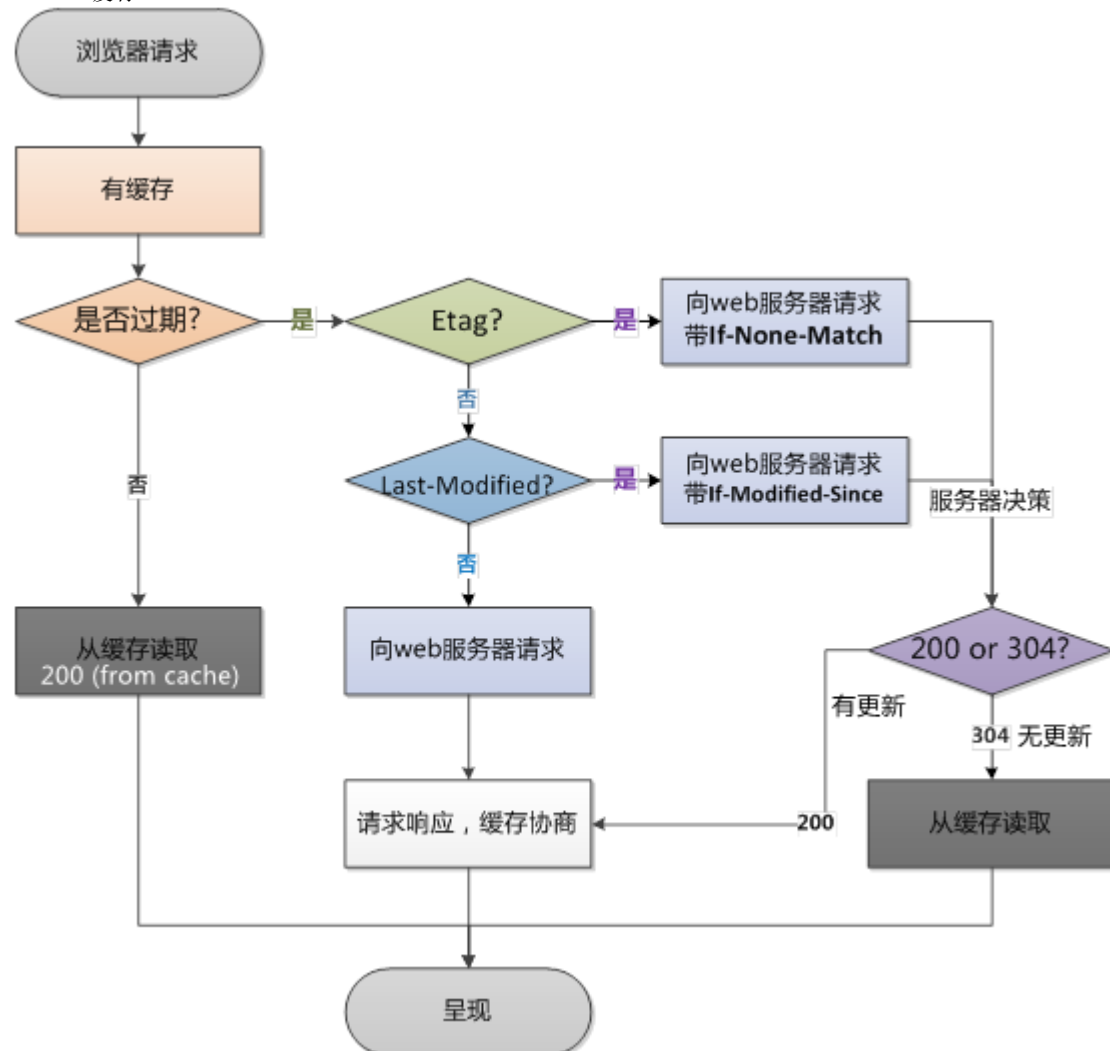 浏览器请求
有缓存
是否过期?
是
Etag?
是
向web服务器请求
带If-None-Match
否
否
Last-Modified?
是
向web服务器请求
带If-Modified-Since
服务器决策
否
从缓存读取
200 (from cache)
向web服务器请求
200 or 304?
有更新
304 无更新
请求响应，缓存协商
200
从缓存读取
呈现